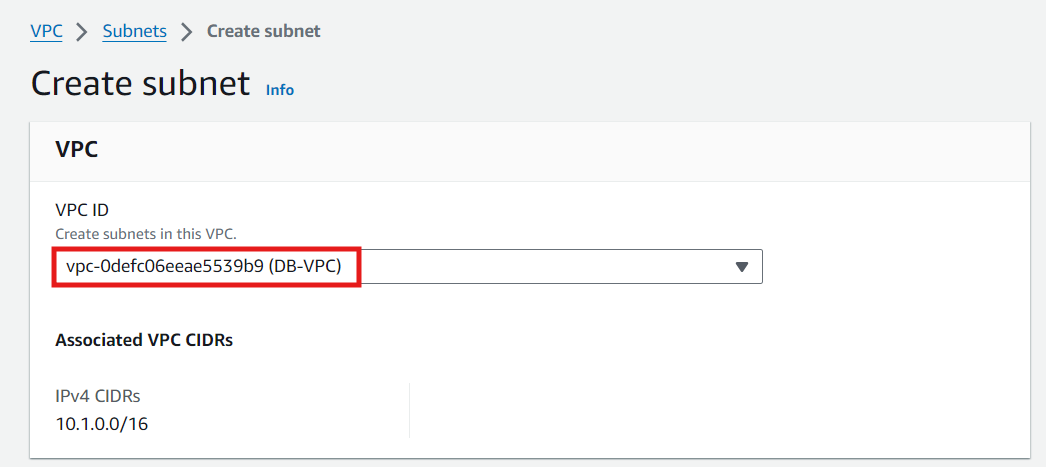 VPC > Subnets > Create subnet
Create subnet Info
VPC
VPC ID
Create subnets in this VPC.
vpc-0defc06eeae5539b9 (DB-VPC)
Associated VPC CIDRs
IPv4 CIDRs
10.1.0.0/16